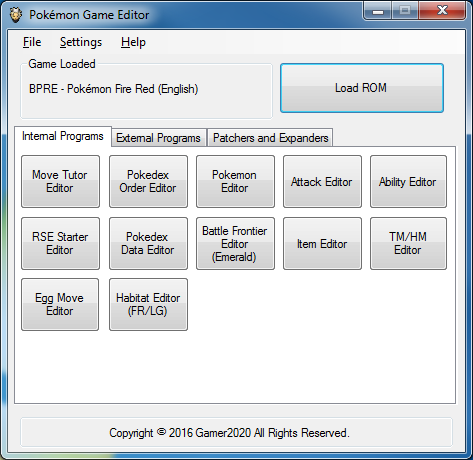 Pokémon Game Editor
File Settings Help
Game Loaded
BPRE - Pokémon Fire Red (English)
Load ROM
Internal Programs External Programs Patchers and Expanders
Move Tutor
Editor
Pokedex
Order Editor
Pokemon
Editor
Attack Editor
Ability Editor
RSE Starter
Editor
Pokedex
Data Editor
Battle Frontier
Editor
(Emerald)
Item Editor
TM/HM
Editor
Egg Move
Editor
Habitat Editor
(FR/LG)
Copyright © 2016 Gamer2020 All Rights Reserved.